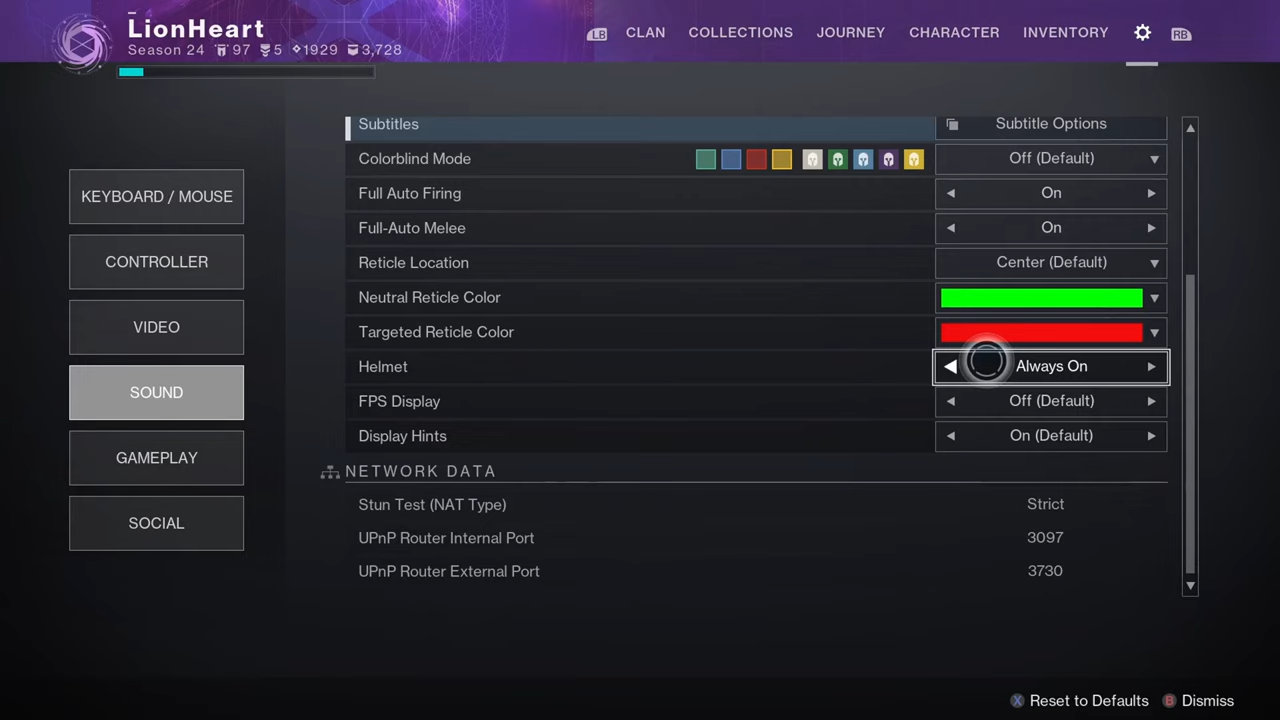 LionHeart
Season 24 97 5 1929 3,728
LB CLAN COLLECTIONS JOURNEY CHARACTER INVENTORY RB
KEYBOARD / MOUSE
CONTROLLER
VIDEO
SOUND
GAMEPLAY
SOCIAL
Subtitles Subtitle Options
Colorblind Mode Off (Default)
Full Auto Firing On
Full-Auto Melee On
Reticle Location Center (Default)
Neutral Reticle Color
Targeted Reticle Color
Helmet Always On
FPS Display Off (Default)
Display Hints On (Default)
NETWORK DATA
Stun Test (NAT Type) Strict
UPnP Router Internal Port 3097
UPnP Router External Port 3730
X Reset to Defaults B Dismiss